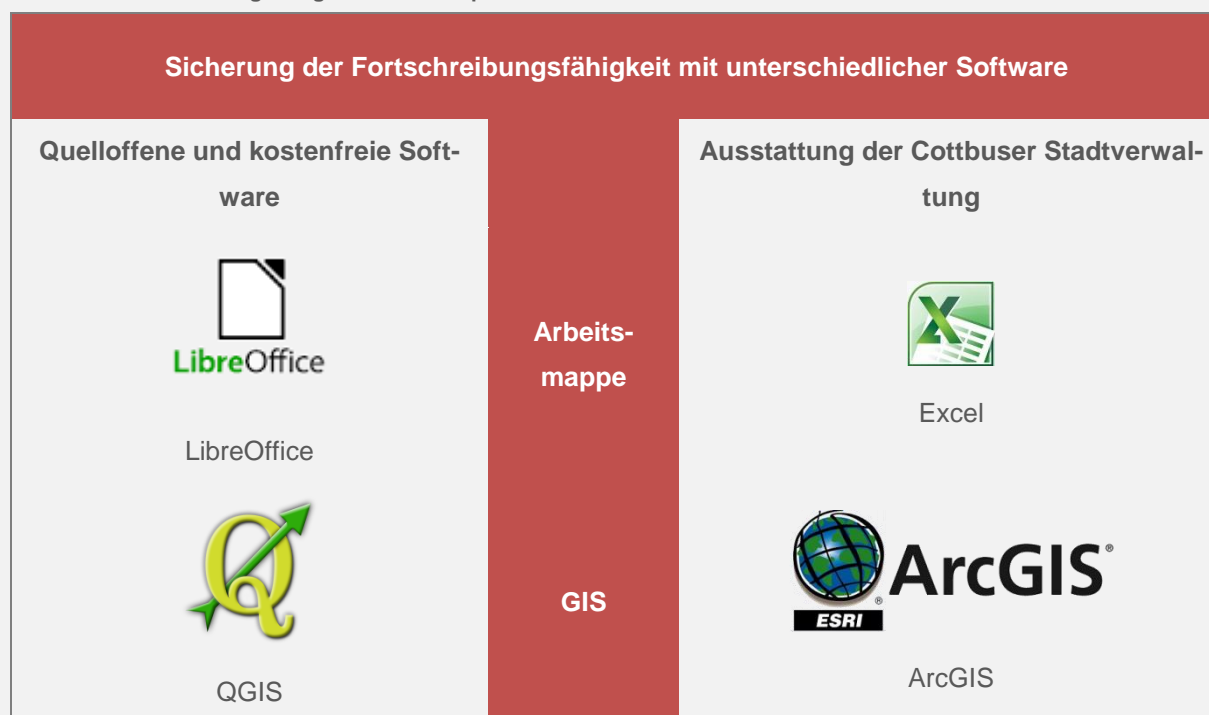 Sicherung der Fortschreibungsfähigkeit mit unterschiedlicher Software
Quelloffene und kostenfreie Soft-
ware
Ausstattung der Cottbuser Stadtverwal-
tung
LibreOffice
LibreOffice
Arbeits-
mappe
Excel
QGIS
GIS
ArcGIS®
ESRI
ArcGIS